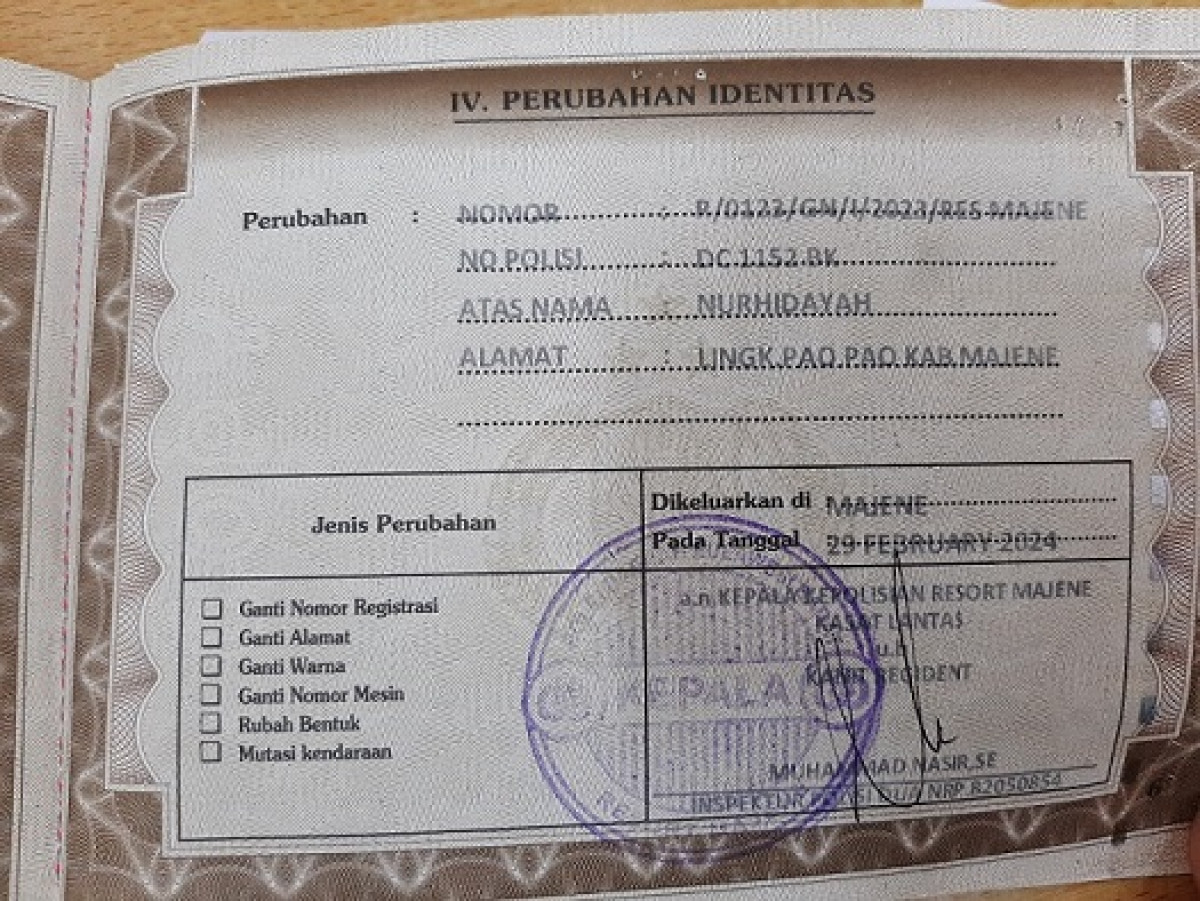 IV. PERUBAHAN IDENTITAS
Perubahan : NOMOR : R/0123/GN/I/2023/RES MAJENE
NO POLISI : DC 1152 BK
ATAS NAMA : NURHIDAYAH
ALAMAT : LINGK.PAO.PAO.KAB.MAJENE
Jenis Perubahan
Dikeluarkan di MAJENE
Pada Tanggal 29 FEBRUARY 2024
Ganti Nomor Registrasi
Ganti Alamat
Ganti Warna
Ganti Nomor Mesin
Rubah Bentuk
Mutasi kendaraan
a.n KEPALA KEPOLISIAN RESORT MAJENE
KASAT LANTAS
u.b
KANIT REGIDENT
KEPALA
MUHAMMAD NASIR,SE
INSPEKTUR POLISI DUA NRP 82050854